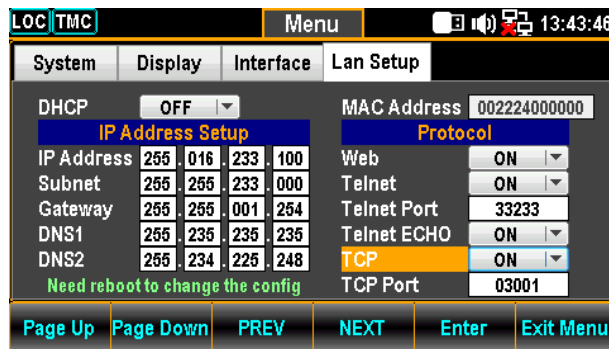 LOC TMC Menu 13:43:46
System Display Interface Lan Setup
DHCP OFF MAC Address 002224000000
IP Address Setup Protocol
IP Address 255.016.233.100 Web ON
Subnet 255.255.233.000 Telnet ON
Gateway 255.255.001.254 Telnet Port 33233
DNS1 255.235.235.235 Telnet ECHO ON
DNS2 255.234.225.248 TCP ON
Need reboot to change the config TCP Port 03001
Page Up Page Down PREV NEXT Enter Exit Menu